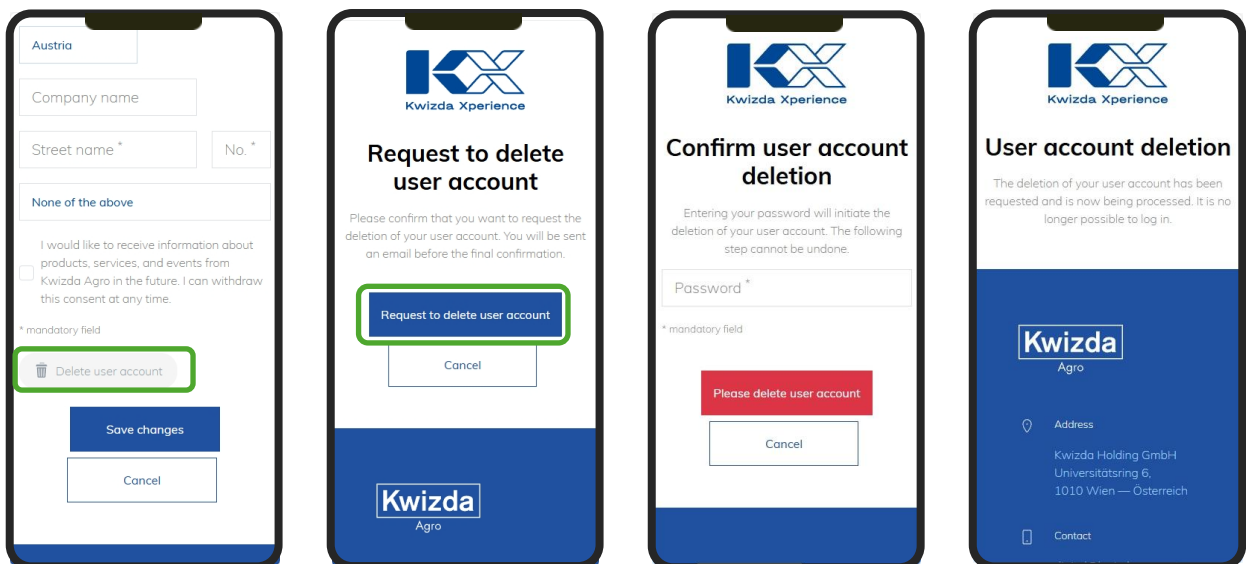 Austria
Company name
Street name *
No. *
None of the above
I would like to receive information about
products, services, and events from
Kwizda Agro in the future. I can withdraw
this consent at any time.
* mandatory field
Delete user account
Save changes
Cancel
KX
Kwizda Xperience
Request to delete
user account
Please confirm that you want to request the
deletion of your user account. You will be sent
an email before the final confirmation.
Request to delete user account
Cancel
Kwizda
Agro
KX
Kwizda Xperience
Confirm user account
deletion
Entering your password will initiate the
deletion of your user account. The following
step cannot be undone.
Password *
* mandatory field
Please delete user account
Cancel
KX
Kwizda Xperience
User account deletion
The deletion of your user account has been
requested and is now being processed. It is no
longer possible to log in.
Kwizda
Agro
Address
Kwizda Holding GmbH
Universitätsring 6,
1010 Wien — Österreich
Contact